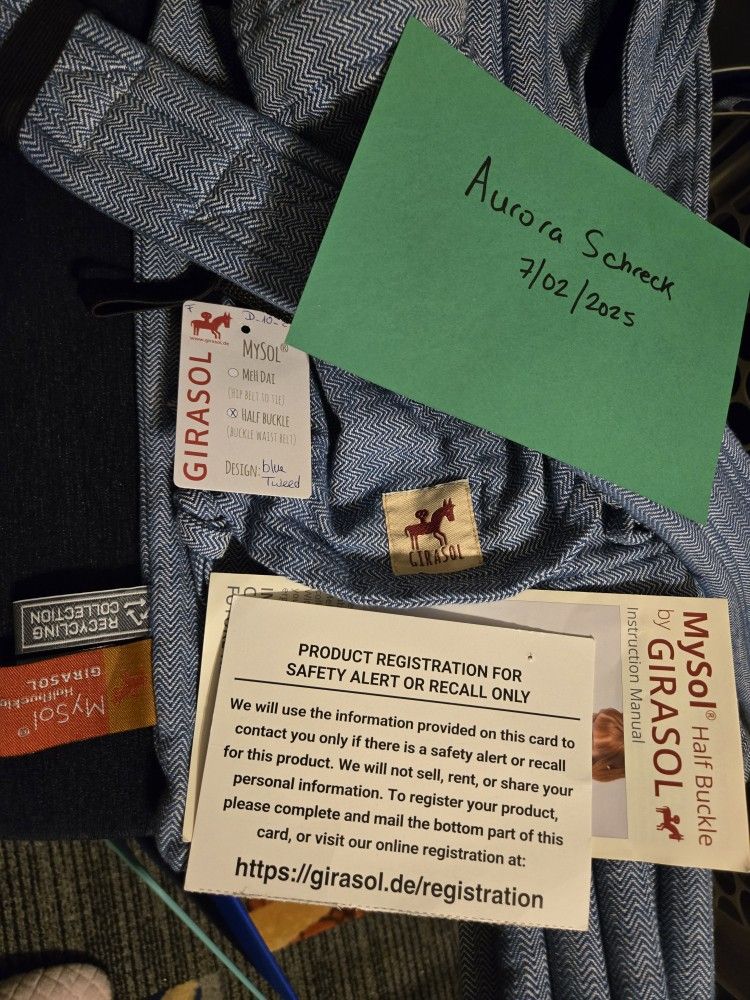 Aurora Schreck
7/02/2025
F
D-10-
www.girasol.de
GIRASOL
MYSOL®
MEH DAI
(HIP BELT TO TIE)
HALF BUCKLE
(BUCKLE WAIST BELT)
DESIGN: blue
Tweed
GIRASOL
RECYCLING
COLLECTION
MySol®
Halfbuckle
GIRASOL
MySol® Half Buckle
by GIRASOL
Instruction Manual
PRODUCT REGISTRATION FOR
SAFETY ALERT OR RECALL ONLY
We will use the information provided on this card to
contact you only if there is a safety alert or recall
for this product. We will not sell, rent, or share your
personal information. To register your product,
please complete and mail the bottom part of this
card, or visit our online registration at:
https://girasol.de/registration